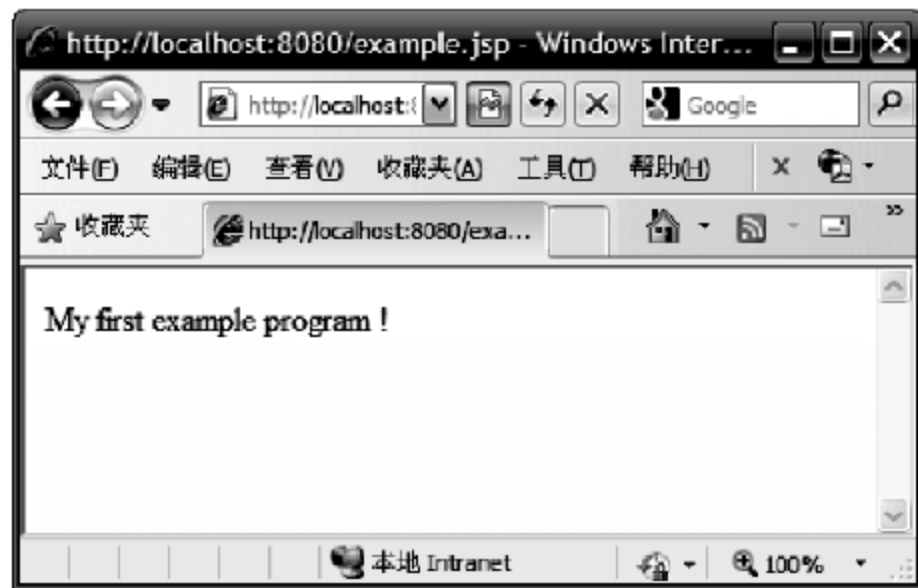 http://localhost:8080/example.jsp - Windows Inter...
http://localhost:8 Google
文件(F) 编辑(E) 查看(V) 收藏夹(A) 工具(T) 帮助(H) x
收藏夹 http://localhost:8080/exa... »
My first example program !
本地 Intranet 100%